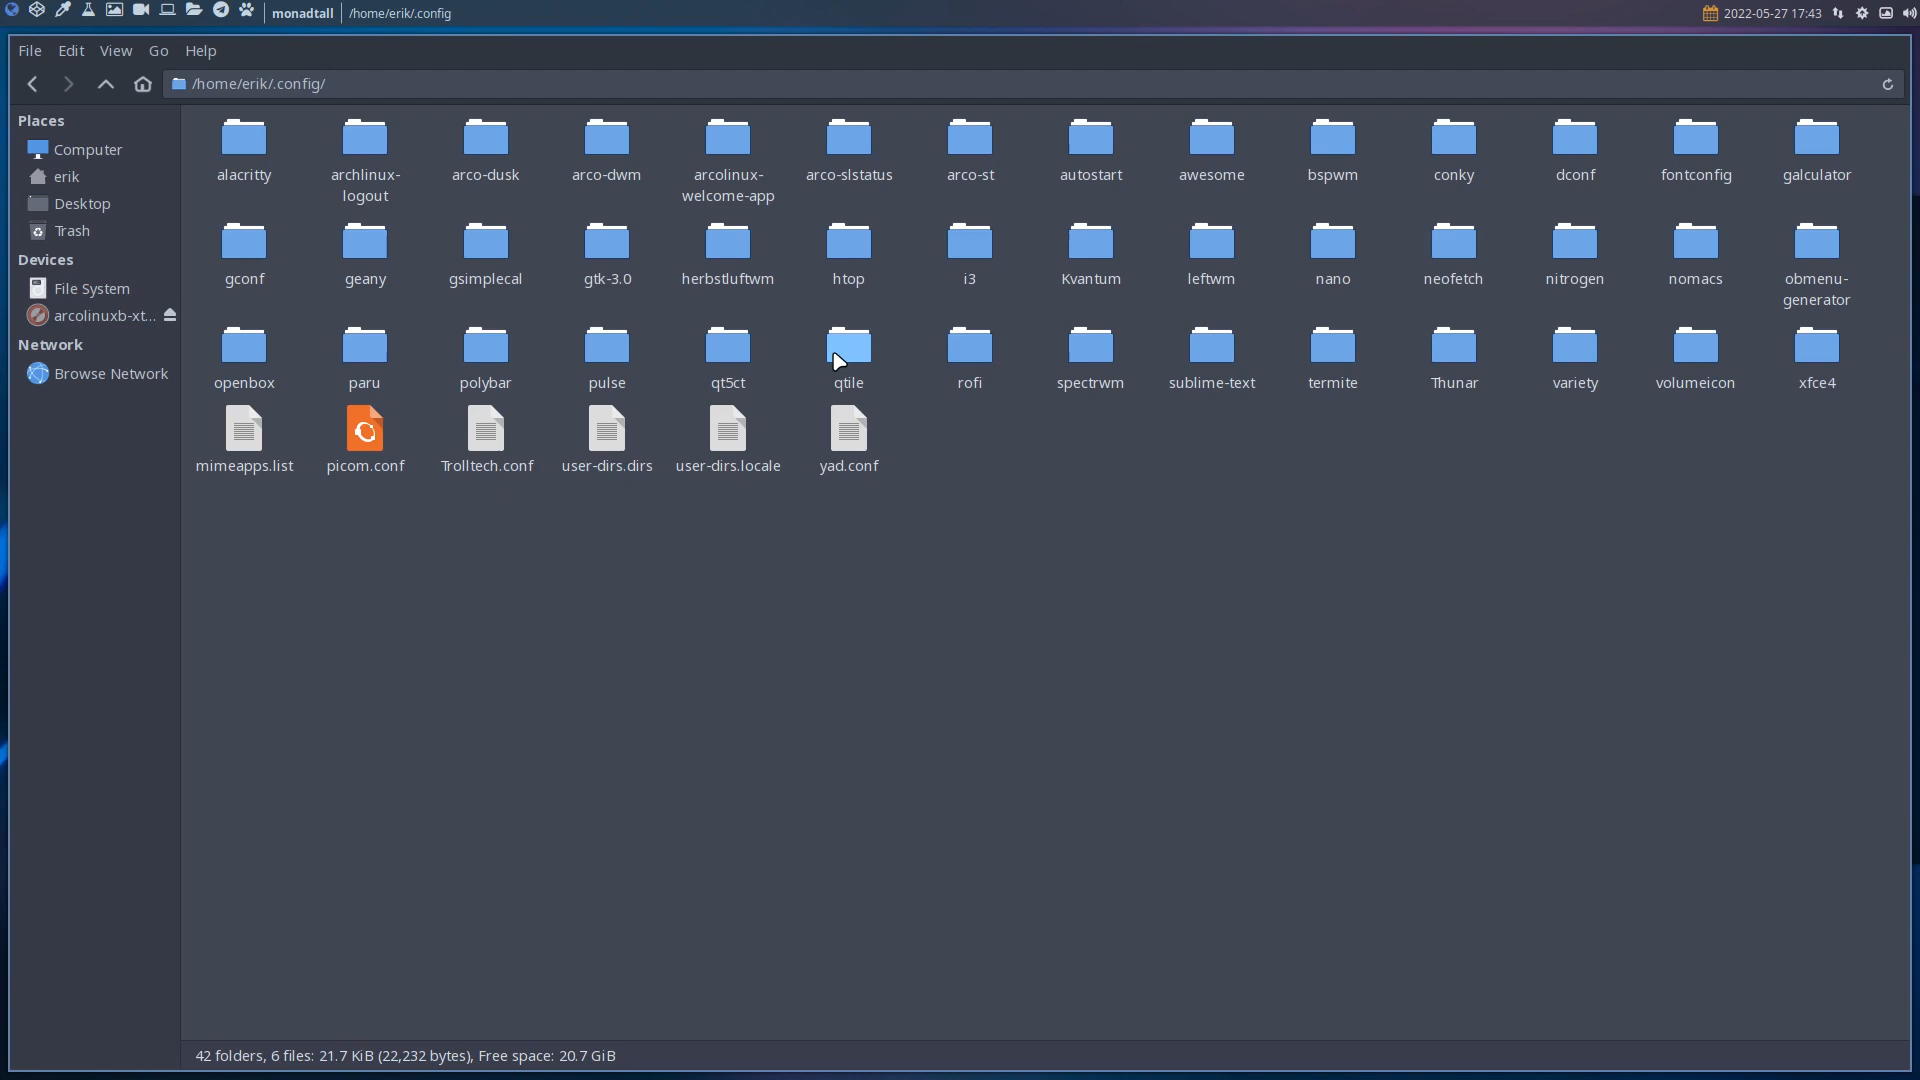 monadtall /home/erik/.config 2022-05-27 17:43
File Edit View Go Help
/home/erik/.config/
Places
Computer
erik
Desktop
Trash
Devices
File System
arcolinuxb-xt...
Network
Browse Network
alacritty archlinux-logout arco-dusk arco-dwm arcolinux-welcome-app arco-slstatus arco-st autostart awesome bspwm conky dconf fontconfig galculator
gconf geany gsimplecal gtk-3.0 herbstluftwm htop i3 Kvantum leftwm nano neofetch nitrogen nomacs obmenu-generator
openbox paru polybar pulse qt5ct qtile rofi spectrwm sublime-text termite Thunar variety volumeicon xfce4
mimeapps.list picom.conf Trolltech.conf user-dirs.dirs user-dirs.locale yad.conf
42 folders, 6 files: 21.7 KiB (22,232 bytes), Free space: 20.7 GiB